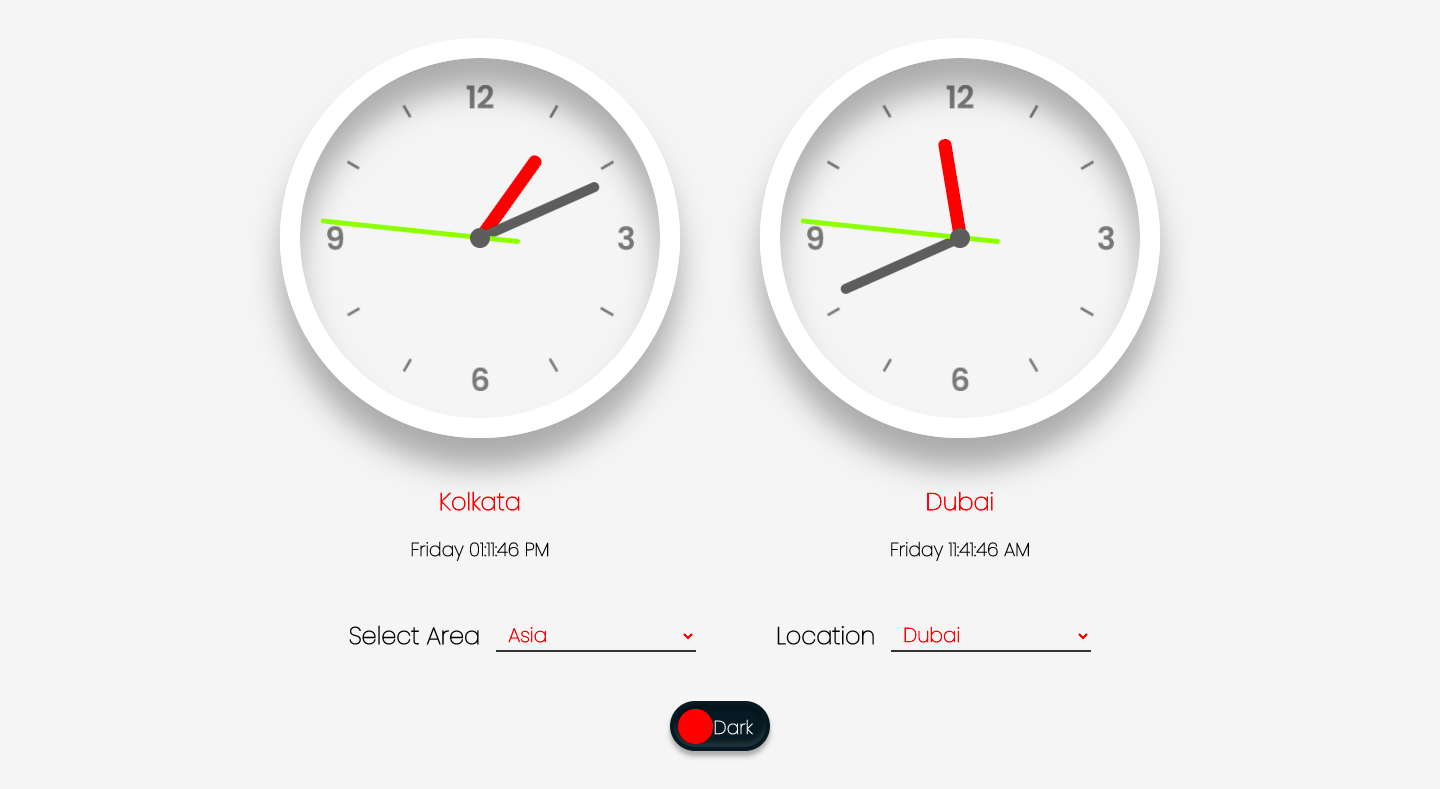 12
9
3
6
Kolkata
Friday 01:11:46 PM
12
9
3
6
Dubai
Friday 11:41:46 AM
Select Area Asia
Location Dubai
Dark